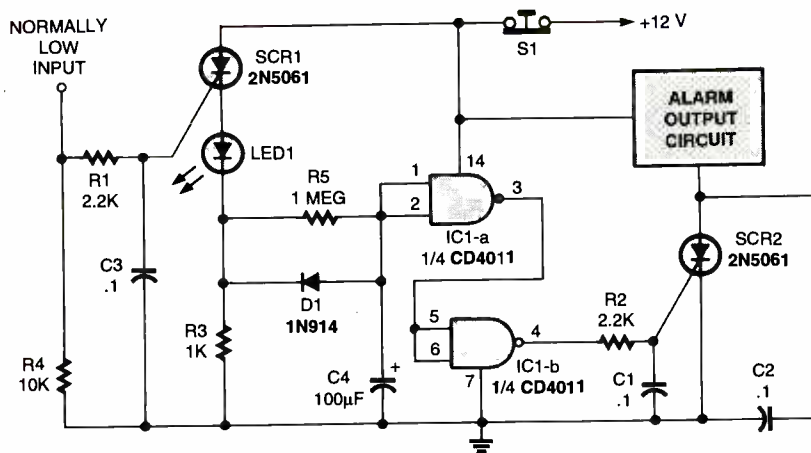 NORMALLY
LOW
INPUT
SCR1
2N5061
S1
+12 V
ALARM
OUTPUT
CIRCUIT
LED1
R1
2.2K
R5
1 MEG
1
2
14
3
IC1-a
1/4 CD4011
SCR2
2N5061
C3
.1
D1
1N914
R3
1K
R4
10K
C4
100µF
+
5
6
4
7
IC1-b
1/4 CD4011
R2
2.2K
C1
.1
C2
.1